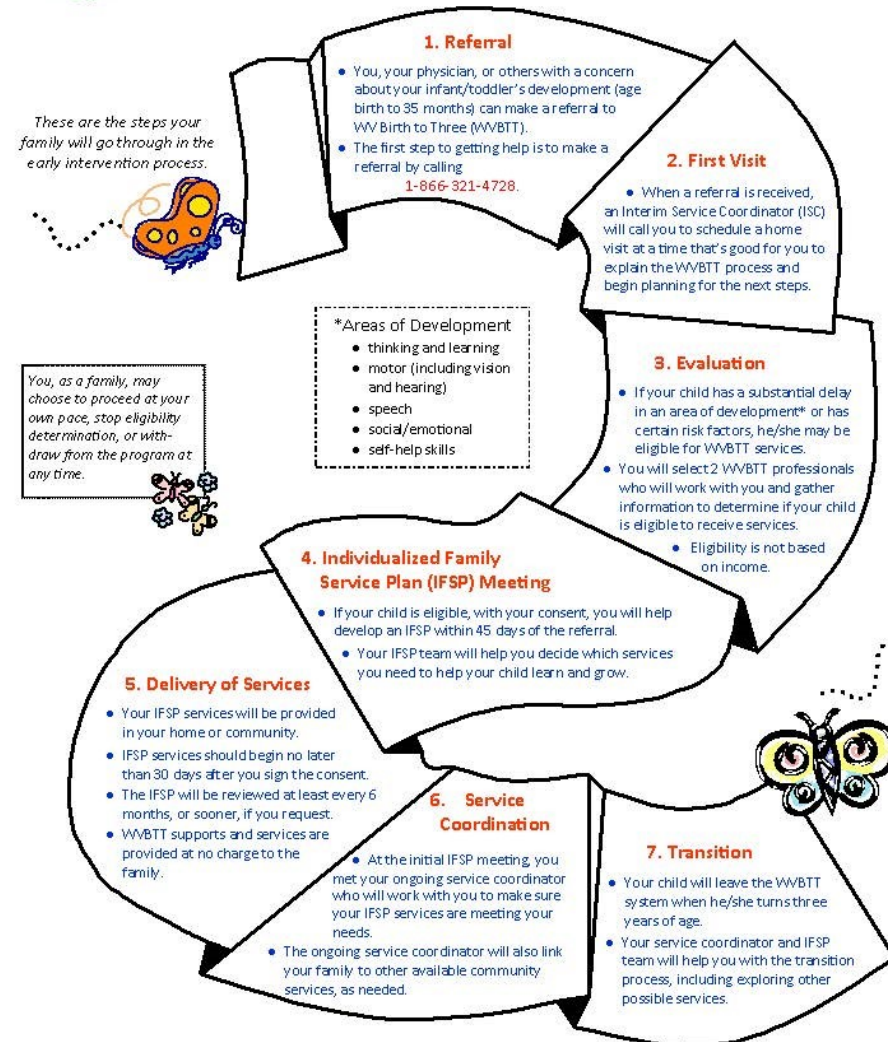 These are the steps your
family will go through in the
early intervention process.
1. Referral
• You, your physician, or others with a concern
about your infant/toddler's development (age
birth to 35 months) can make a referral to
WV Birth to Three (WVBTT).
• The first step to getting help is to make a
referral by calling
1-866-321-4728.
2. First Visit
• When a referral is received,
an Interim Service Coordinator (ISC)
will call you to schedule a home
visit at a time that's good for you to
explain the WVBTT process and
begin planning for the next steps.
*Areas of Development
• thinking and learning
• motor (including vision
and hearing)
• speech
• social/emotional
• self-help skills
You, as a family, may
choose to proceed at your
own pace, stop eligibility
determination, or with-
draw from the program at
any time.
3. Evaluation
• If your child has a substantial delay
in an area of development* or has
certain risk factors, he/she may be
eligible for WVBTT services.
• You will select 2 WVBTT professionals
who will work with you and gather
information to determine if your child
is eligible to receive services.
• Eligibility is not based
on income.
4. Individualized Family
Service Plan (IFSP) Meeting
• If your child is eligible, with your consent, you will help
develop an IFSP within 45 days of the referral.
• Your IFSP team will help you decide which services
you need to help your child learn and grow.
5. Delivery of Services
• Your IFSP services will be provided
in your home or community.
• IFSP services should begin no later
than 30 days after you sign the consent.
• The IFSP will be reviewed at least every 6
months, or sooner, if you request.
• WVBTT supports and services are
provided at no charge to the
family.
6. Service
Coordination
• At the initial IFSP meeting, you
met your ongoing service coordinator
who will work with you to make sure
your IFSP services are meeting your
needs.
• The ongoing service coordinator will also link
your family to other available community
services, as needed.
7. Transition
• Your child will leave the WVBTT
system when he/she turns three
years of age.
• Your service coordinator and IFSP
team will help you with the transition
process, including exploring other
possible services.